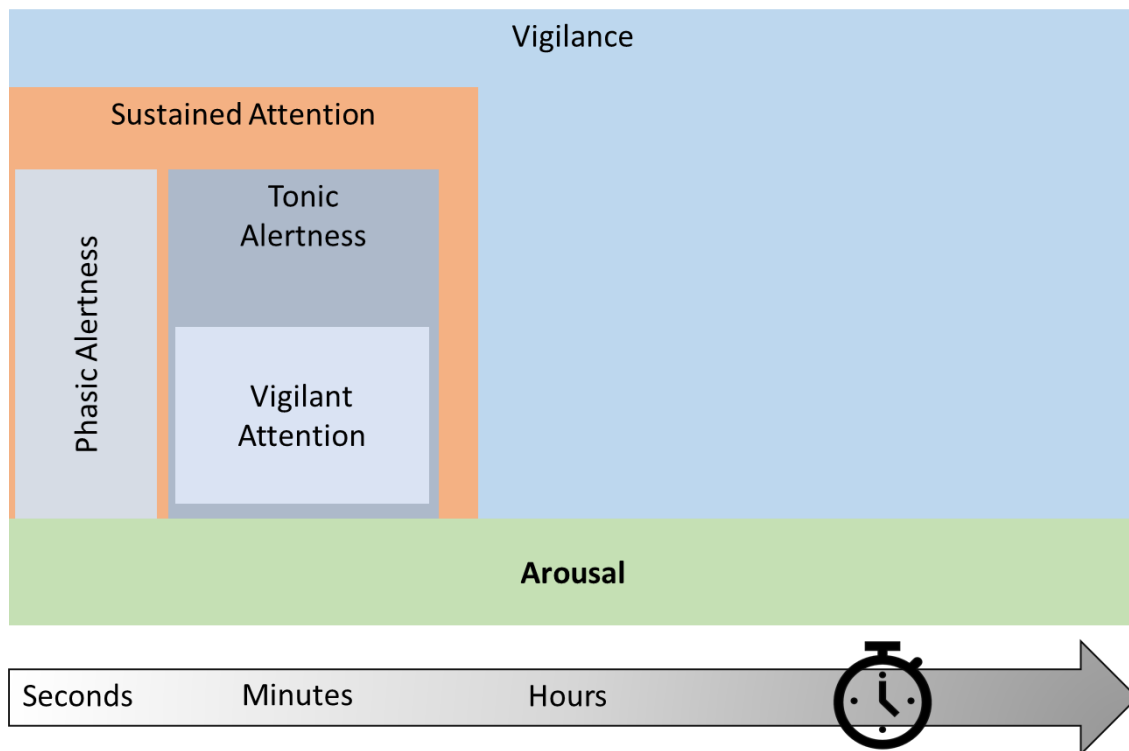 Vigilance
Sustained Attention
Phasic Alertness
Tonic
Alertness
Vigilant
Attention
Arousal
Seconds
Minutes
Hours